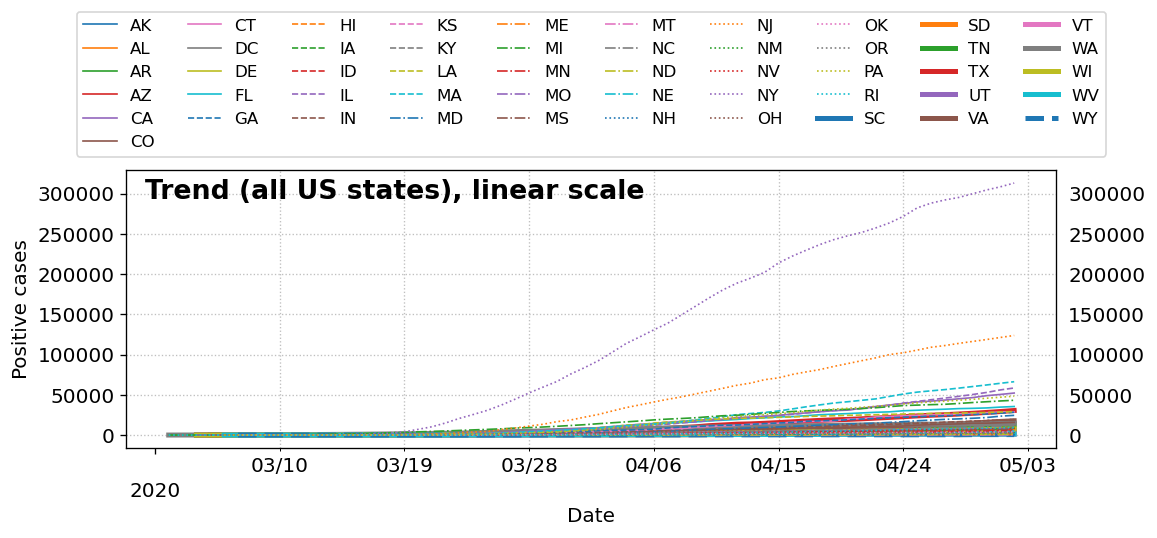 AK CT HI KS ME MT NJ OK SD VT
AL DC IA KY MI NC NM OR TN WA
AR DE ID LA MN ND NV PA TX WI
AZ FL IL MA MO NE NY RI UT WV
CA GA IN MD MS NH OH SC VA WY
CO
Trend (all US states), linear scale
300000 300000
250000 250000
200000 200000
150000 150000
100000 100000
50000 50000
0 0
Positive cases
03/10 03/19 03/28 04/06 04/15 04/24 05/03
2020
Date